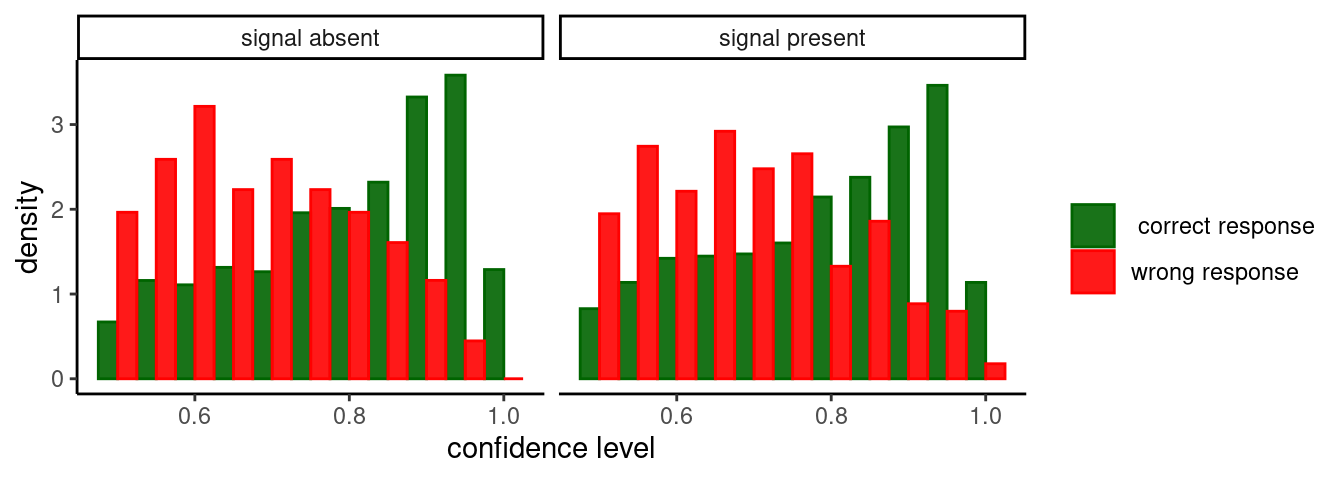 signal absent
signal present
density
3
2
1
0
0.6
0.8
1.0
0.6
0.8
1.0
confidence level
correct response
wrong response